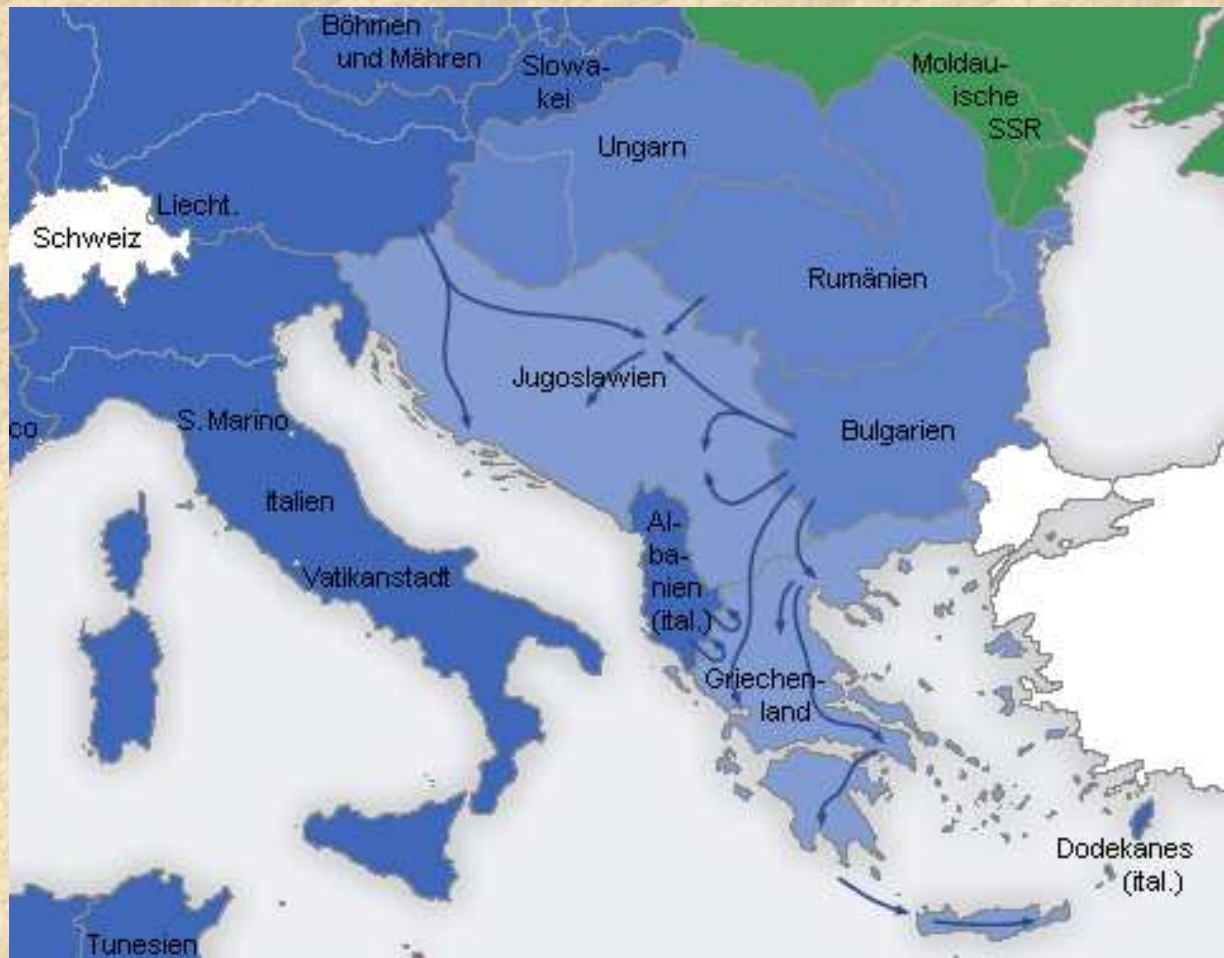 Böhmen
und Mähren
Slowa-
kei
Moldau-
ische
SSR
Ungarn
Liecht.
Schweiz
Rumänien
Jugoslawien
S. Marino
co.
Bulgarien
Italien
Al-
ba-
nien
(ital.)
Vatikanstadt
Griechen-
land
Dodekanes
(ital.)
Tunesien